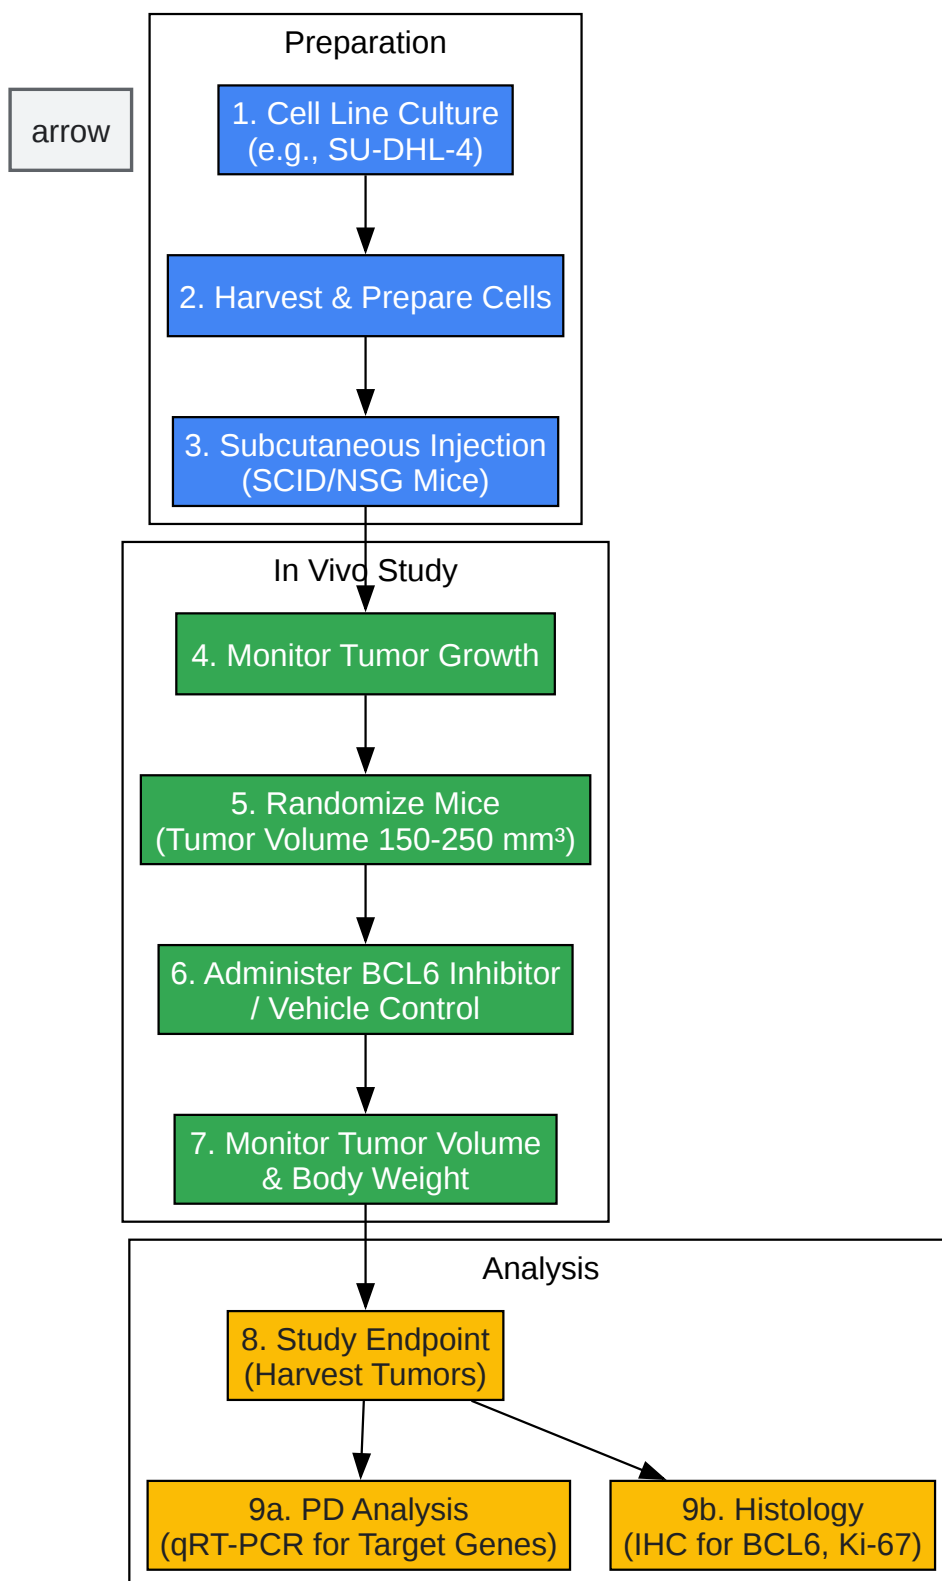 Preparation
arrow
1. Cell Line Culture
(e.g., SU-DHL-4)
2. Harvest & Prepare Cells
3. Subcutaneous Injection
(SCID/NSG Mice)
In Vivo Study
4. Monitor Tumor Growth
5. Randomize Mice
(Tumor Volume 150-250 mm³)
6. Administer BCL6 Inhibitor
/ Vehicle Control
7. Monitor Tumor Volume
& Body Weight
Analysis
8. Study Endpoint
(Harvest Tumors)
9a. PD Analysis
(qRT-PCR for Target Genes)
9b. Histology
(IHC for BCL6, Ki-67)